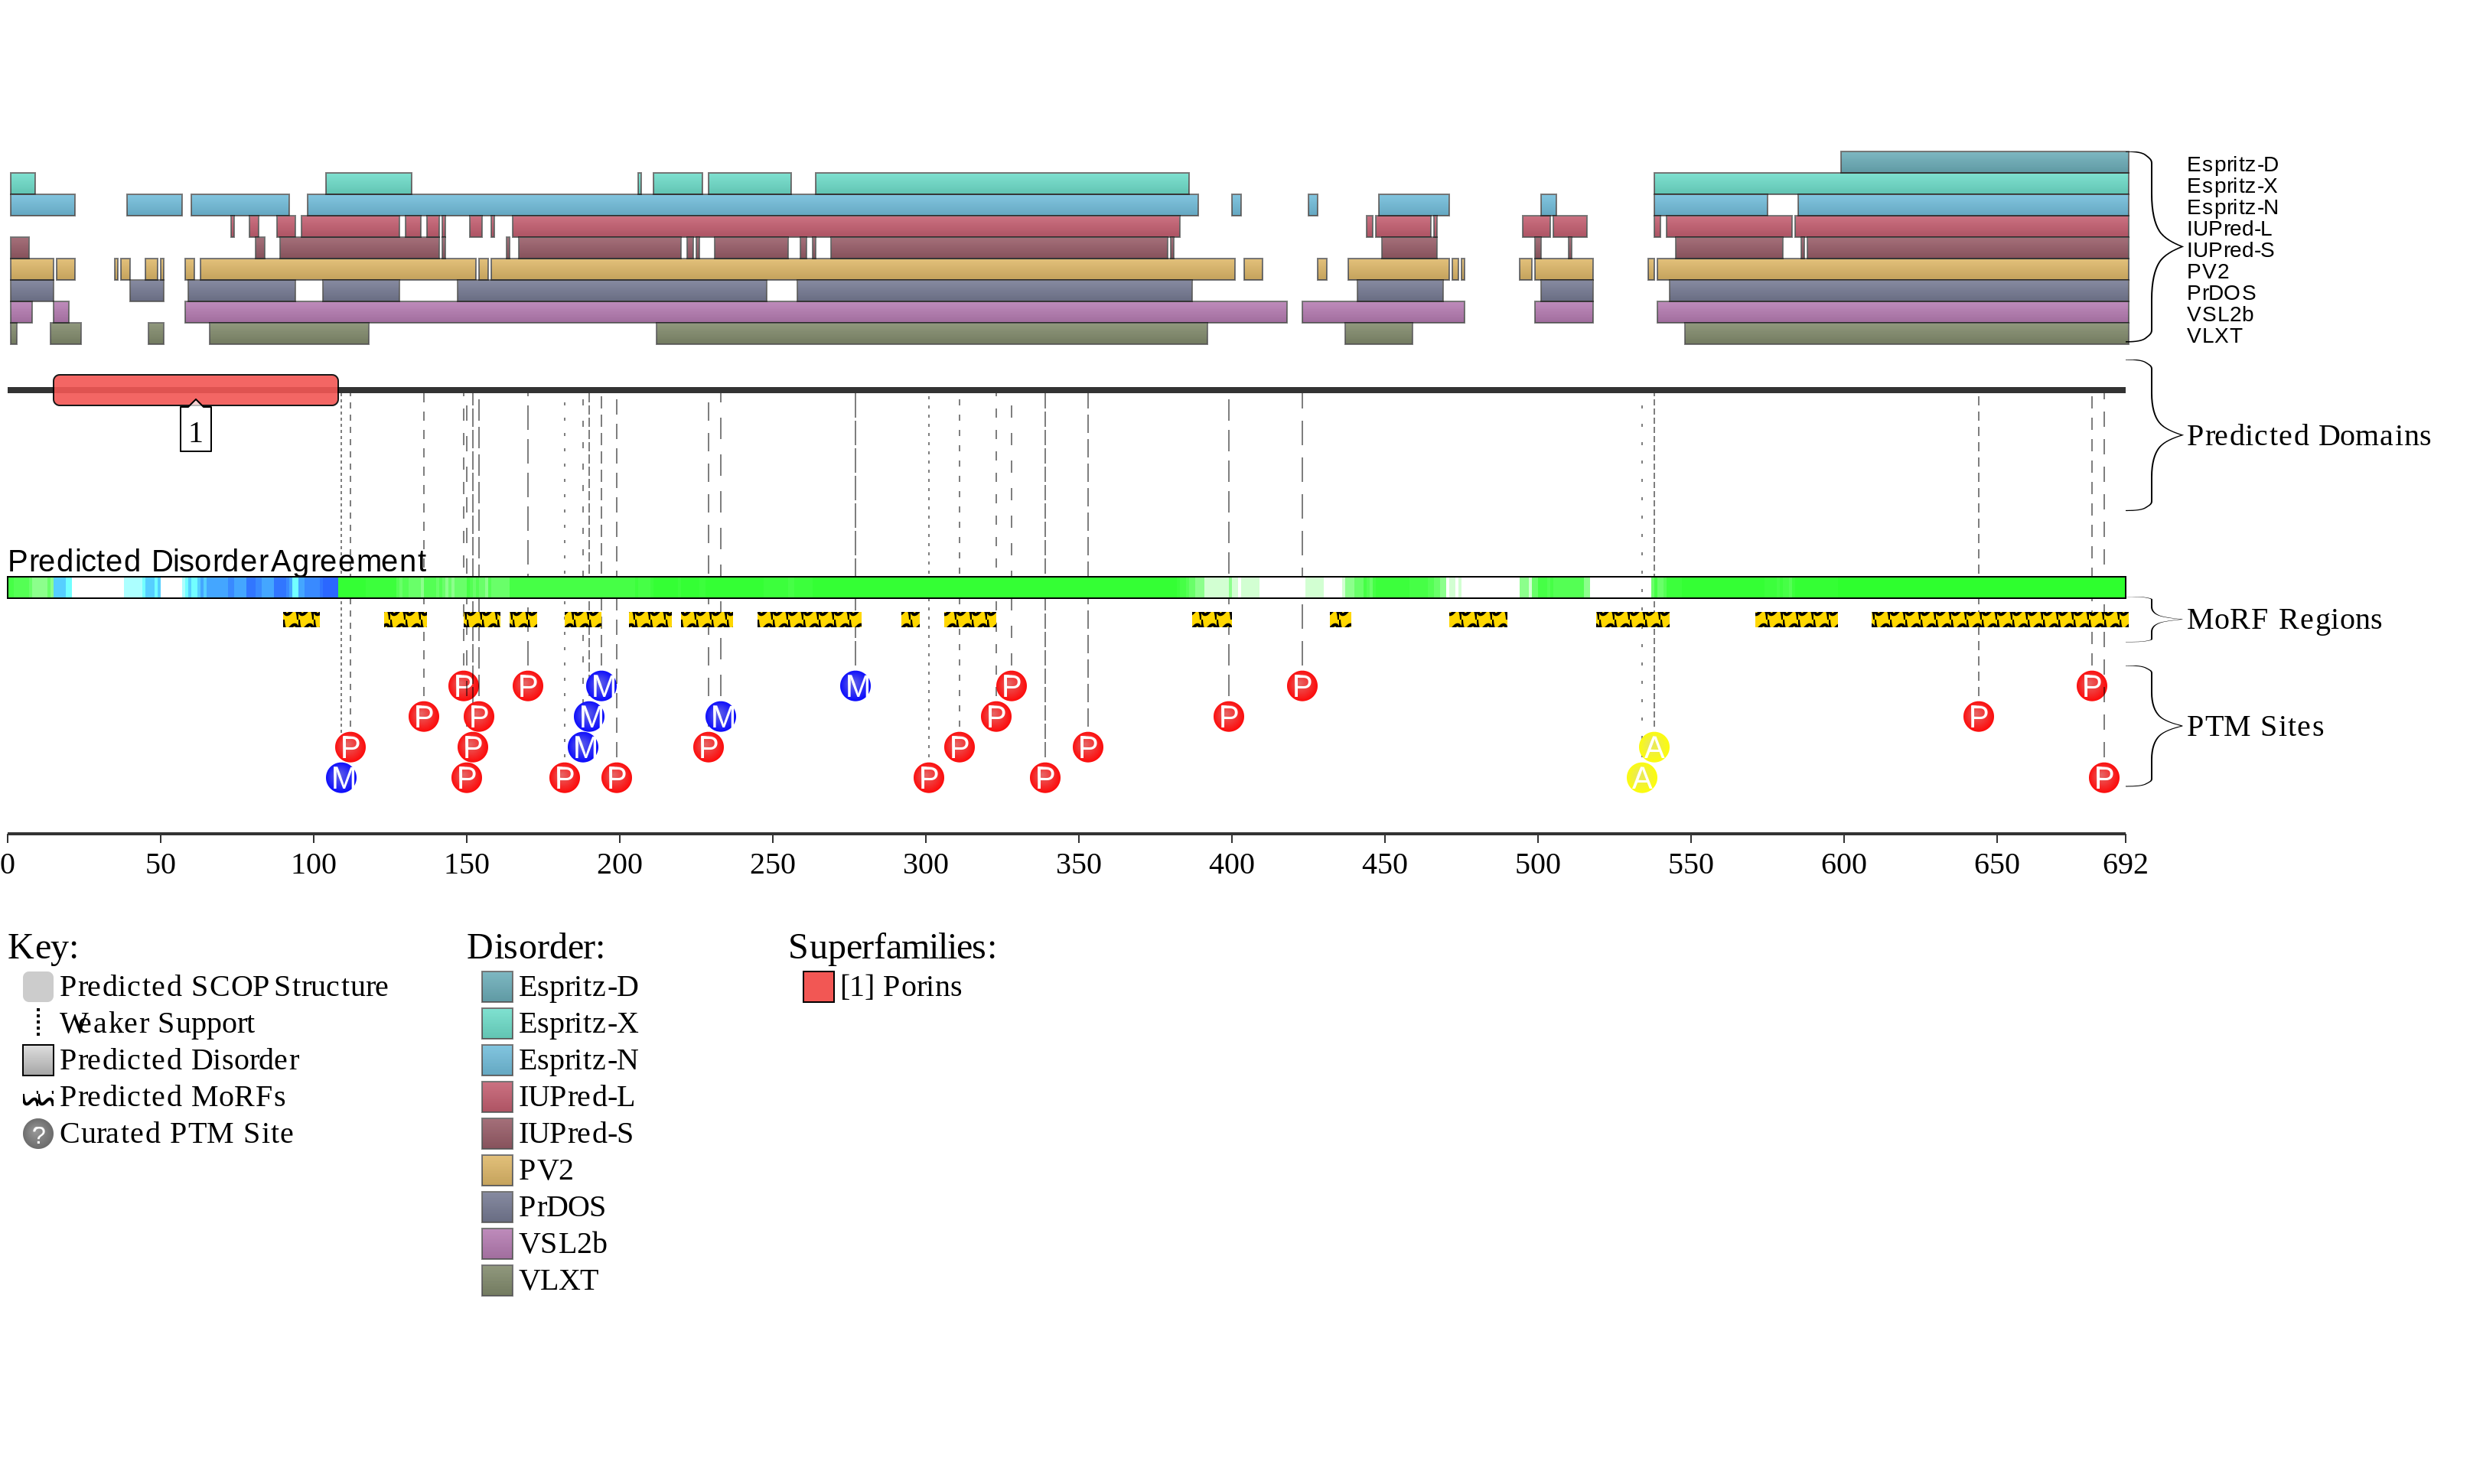 Espritz-D
Espritz-X
Espritz-N
IUPred-L
IUPred-S
PV2
PrDOS
VSL2b
VLXT
1
Predicted Domains
Predicted Disorder Agreement
MoRF Regions
P P M M P P P
P P M M P P P
P P M P P P A
M P P P P P A P
PTM Sites
0 50 100 150 200 250 300 350 400 450 500 550 600 650 692
Key:
Predicted SCOP Structure
Weaker Support
Predicted Disorder
Predicted MoRFs
? Curated PTM Site
Disorder:
Espritz-D
Espritz-X
Espritz-N
IUPred-L
IUPred-S
PV2
PrDOS
VSL2b
VLXT
Superfamilies:
[1] Porins